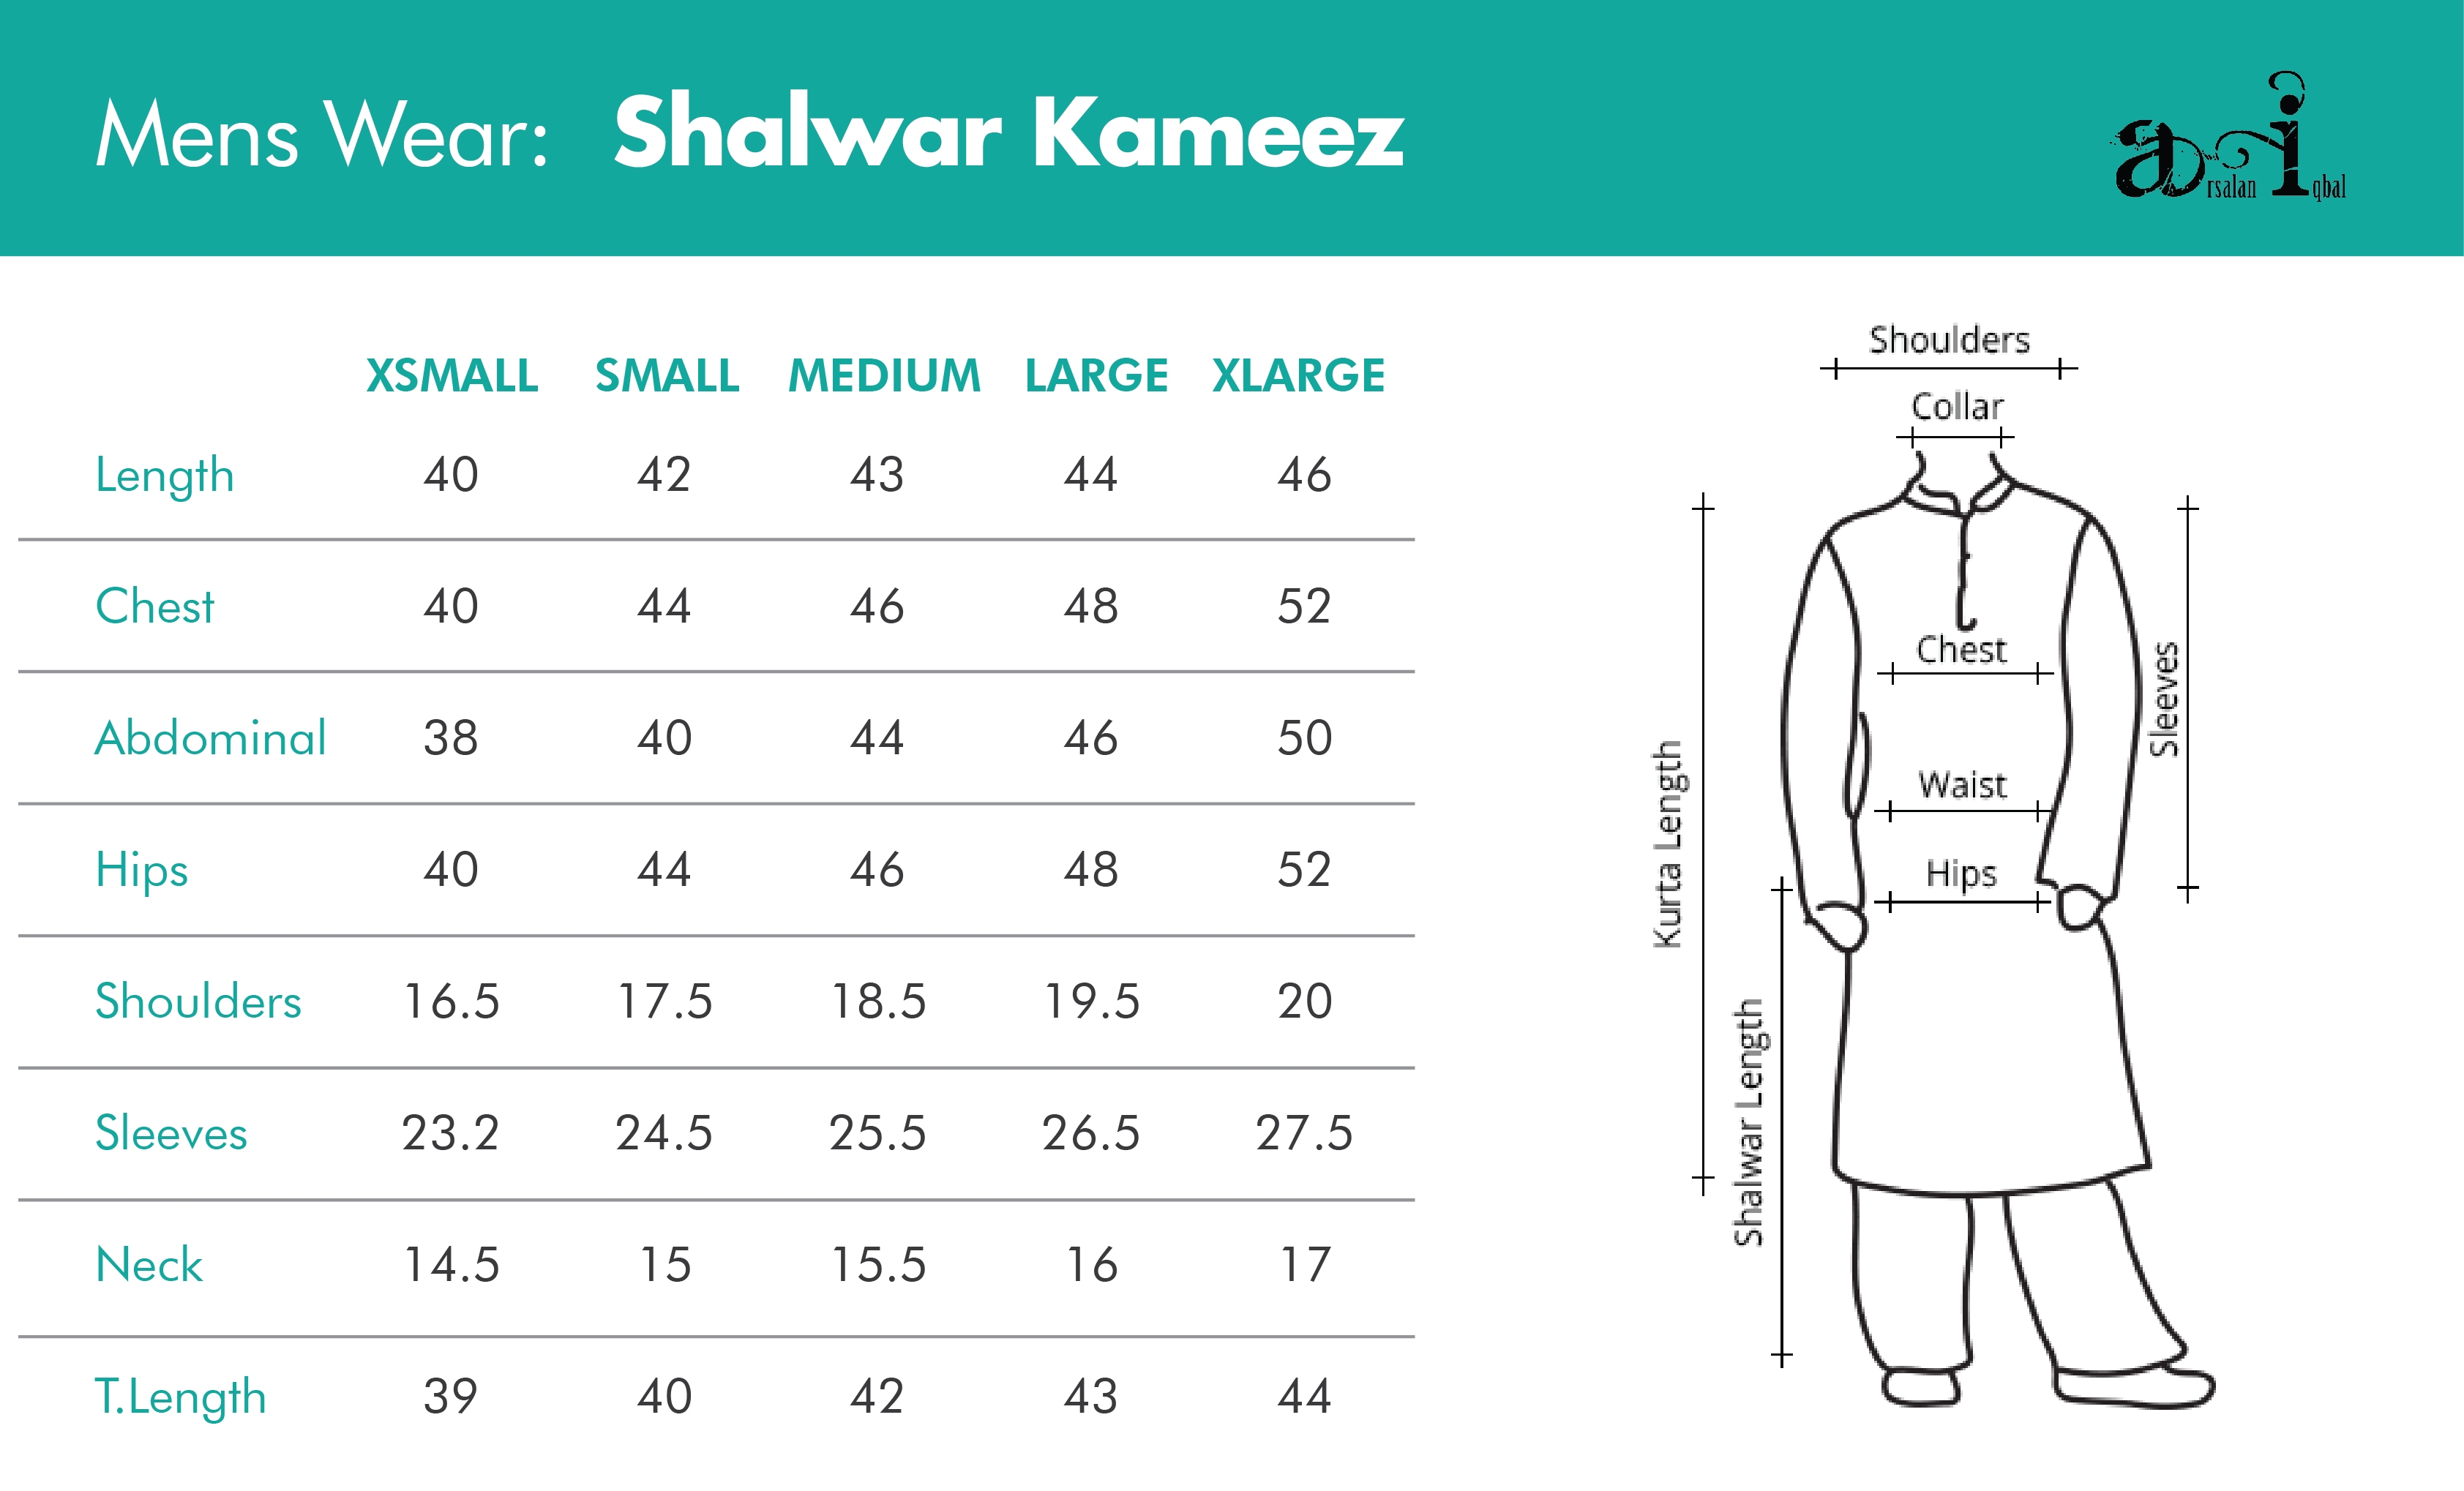 Mens Wear: Shalwar Kameez
arsalan iqbal
XSMALL SMALL MEDIUM LARGE XLARGE
Length 40 42 43 44 46
Chest 40 44 46 48 52
Abdominal 38 40 44 46 50
Hips 40 44 46 48 52
Shoulders 16.5 17.5 18.5 19.5 20
Sleeves 23.2 24.5 25.5 26.5 27.5
Neck 14.5 15 15.5 16 17
T.Length 39 40 42 43 44
Shoulders
Collar
Chest
Waist
Hips
Sleeves
Kurta Length
Shalwar Length